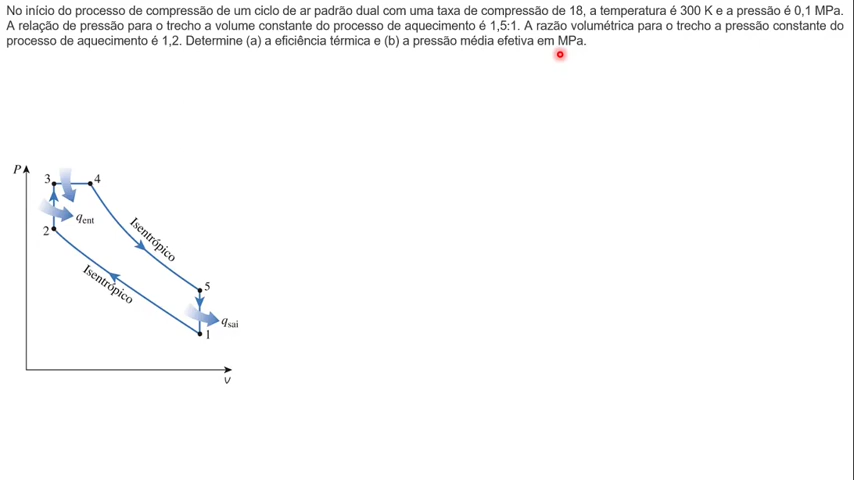 No início do processo de compressão de um ciclo de ar padrão dual com uma taxa de compressão de 18, a temperatura é 300 K e a pressão é 0,1 MPa.
A relação de pressão para o trecho a volume constante do processo de aquecimento é 1,5:1. A razão volumétrica para o trecho a pressão constante do
processo de aquecimento é 1,2. Determine (a) a eficiência térmica e (b) a pressão média efetiva em MPa.
P
3
4
q_ent
2
Isentrópico
Isentrópico
5
q_sai
1
v